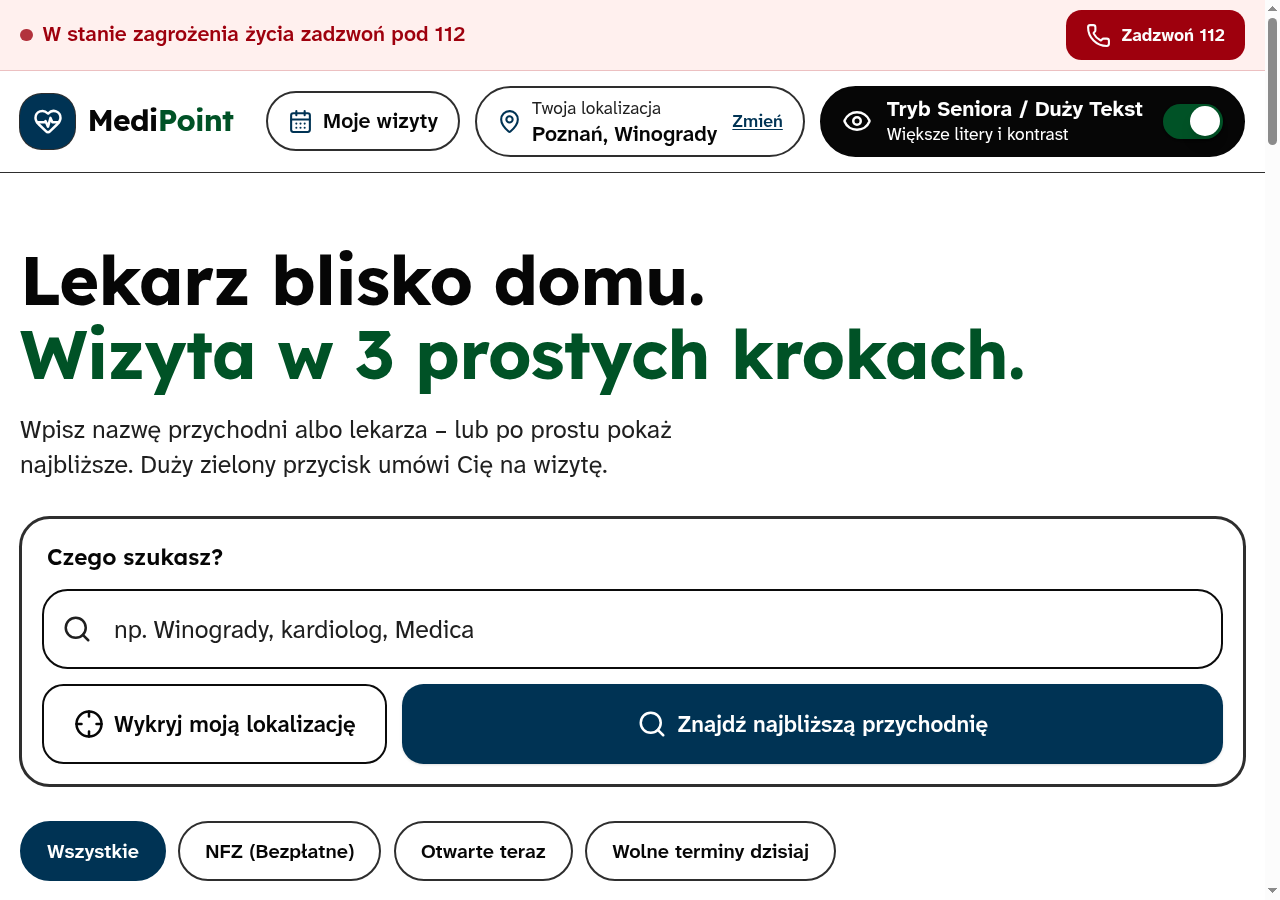 W stanie zagrożenia życia zadzwoń pod 112
Zadzwoń 112
MediPoint
Moje wizyty
Twoja lokalizacja
Poznań, Winogrady
Zmień
Tryb Seniora / Duży Tekst
Większe litery i kontrast
Lekarz blisko domu.
Wizyta w 3 prostych krokach.
Wpisz nazwę przychodni albo lekarza – lub po prostu pokaż
najbliższe. Duży zielony przycisk umówi Cię na wizytę.
Czego szukasz?
np. Winogrady, kardiolog, Medica
Wykryj moją lokalizację
Znajdź najbliższą przychodnię
Wszystkie
NFZ (Bezpłatne)
Otwarte teraz
Wolne terminy dzisiaj